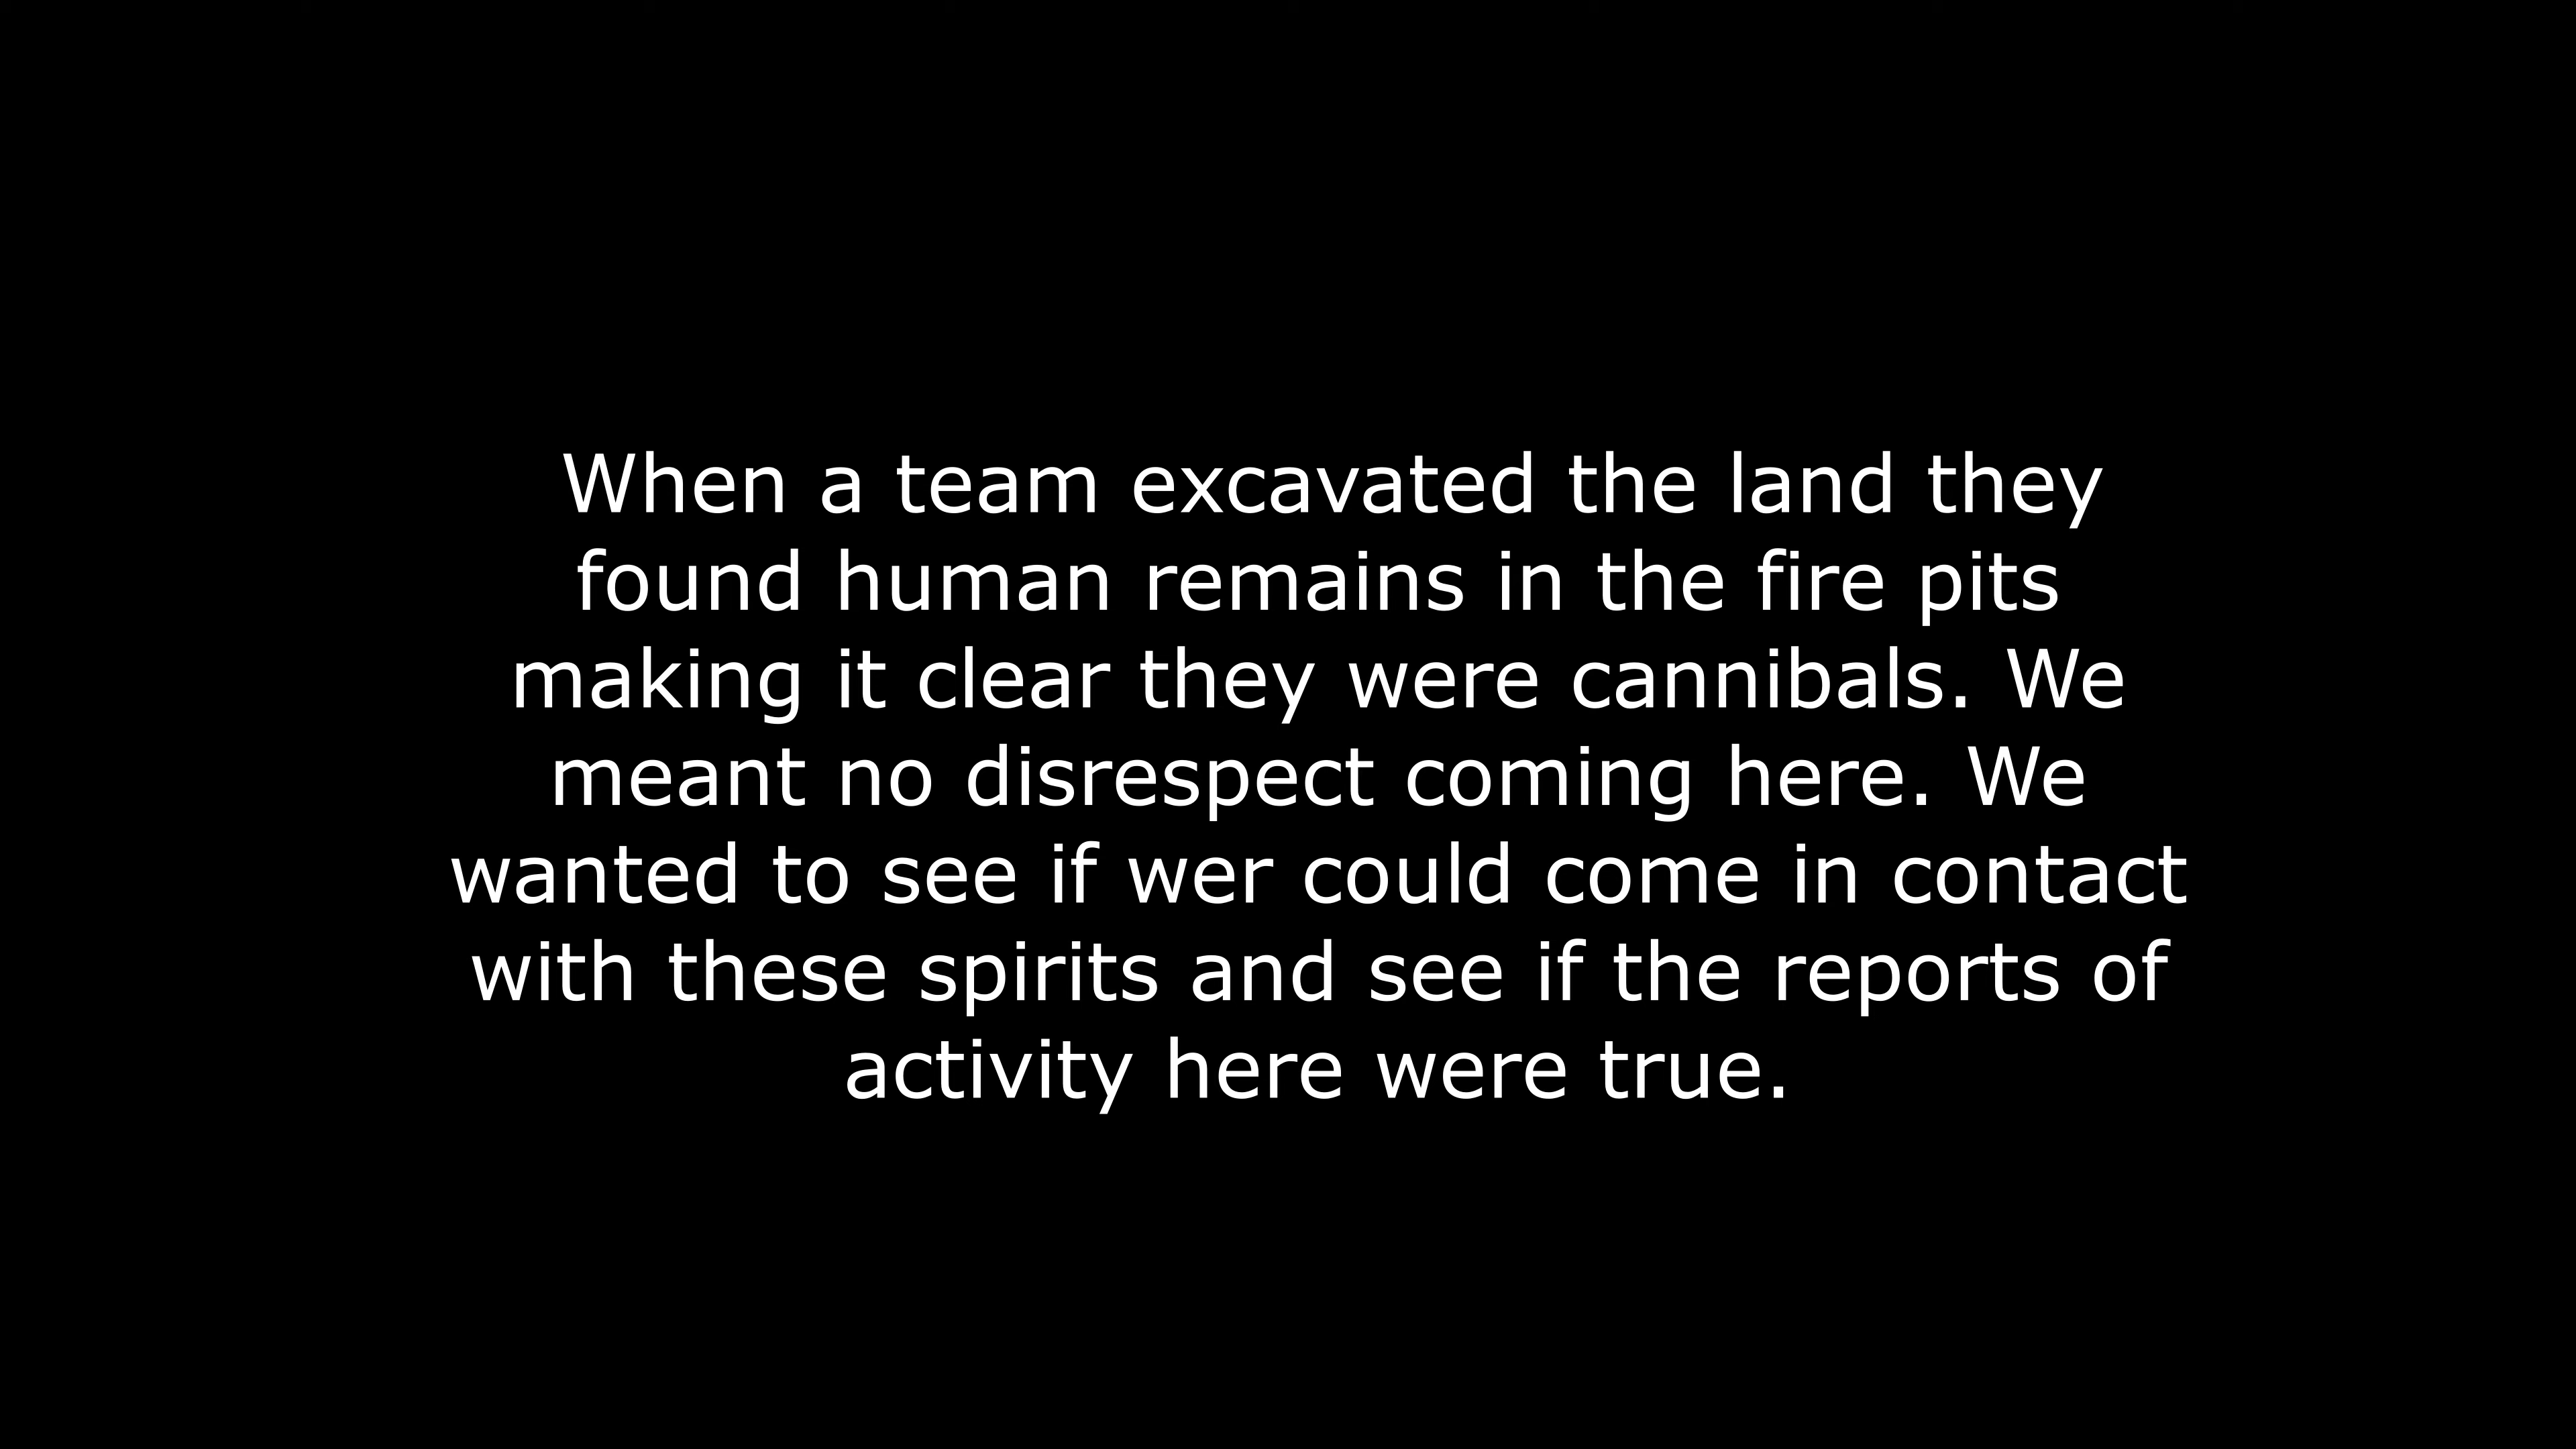 When a team excavated the land they
found human remains in the fire pits
making it clear they were cannibals. We
meant no disrespect coming here. We
wanted to see if wer could come in contact
with these spirits and see if the reports of
activity here were true.